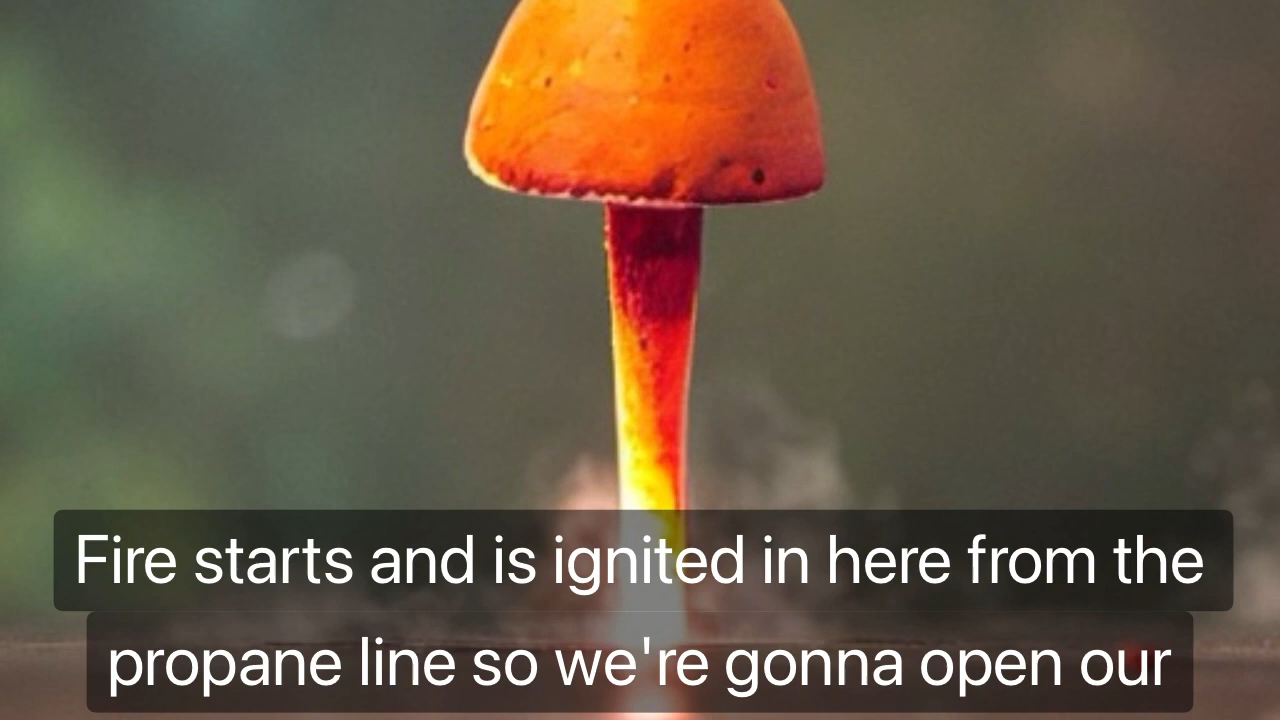 Fire starts and is ignited in here from the
propane line so we're gonna open our